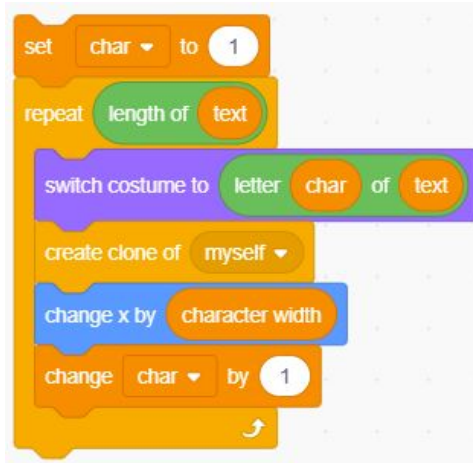 set char to 1
repeat length of text
switch costume to letter char of text
create clone of myself
change x by character width
change char by 1